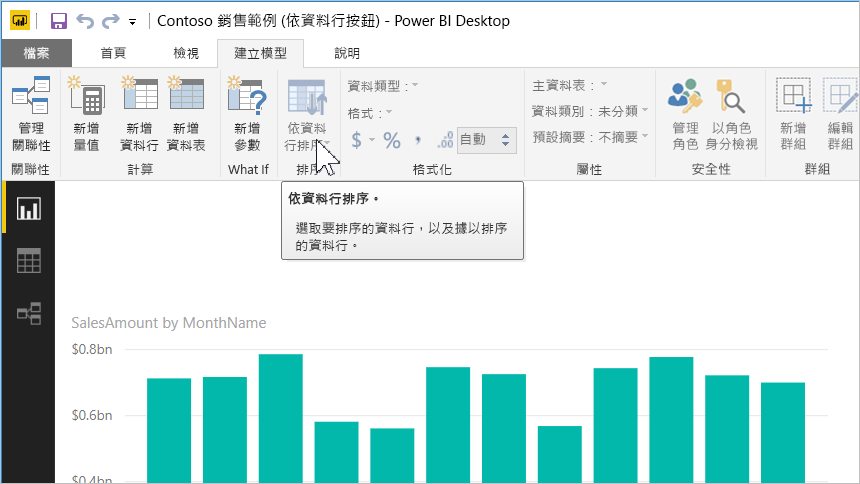 Contoso 銷售範例 (依資料行按鈕) - Power BI Desktop
檔案 首頁 檢視 建立模型 說明
管理
關聯性
新增
量值
新增
資料行
新增
資料表
新增
參數
依資料
行排序
資料類型：
格式：
$ % , .00 自動
主資料表：
資料類別：未分類
預設摘要：不摘要
管理
角色
以角色
身分檢視
新增
群組
編輯
群組
關聯性 計算 What If 排序 格式化 屬性 安全性 群組
依資料行排序。
選取要排序的資料行，以及據以排序
的資料行。
SalesAmount by MonthName
$0.8bn
$0.6bn
$0.4bn